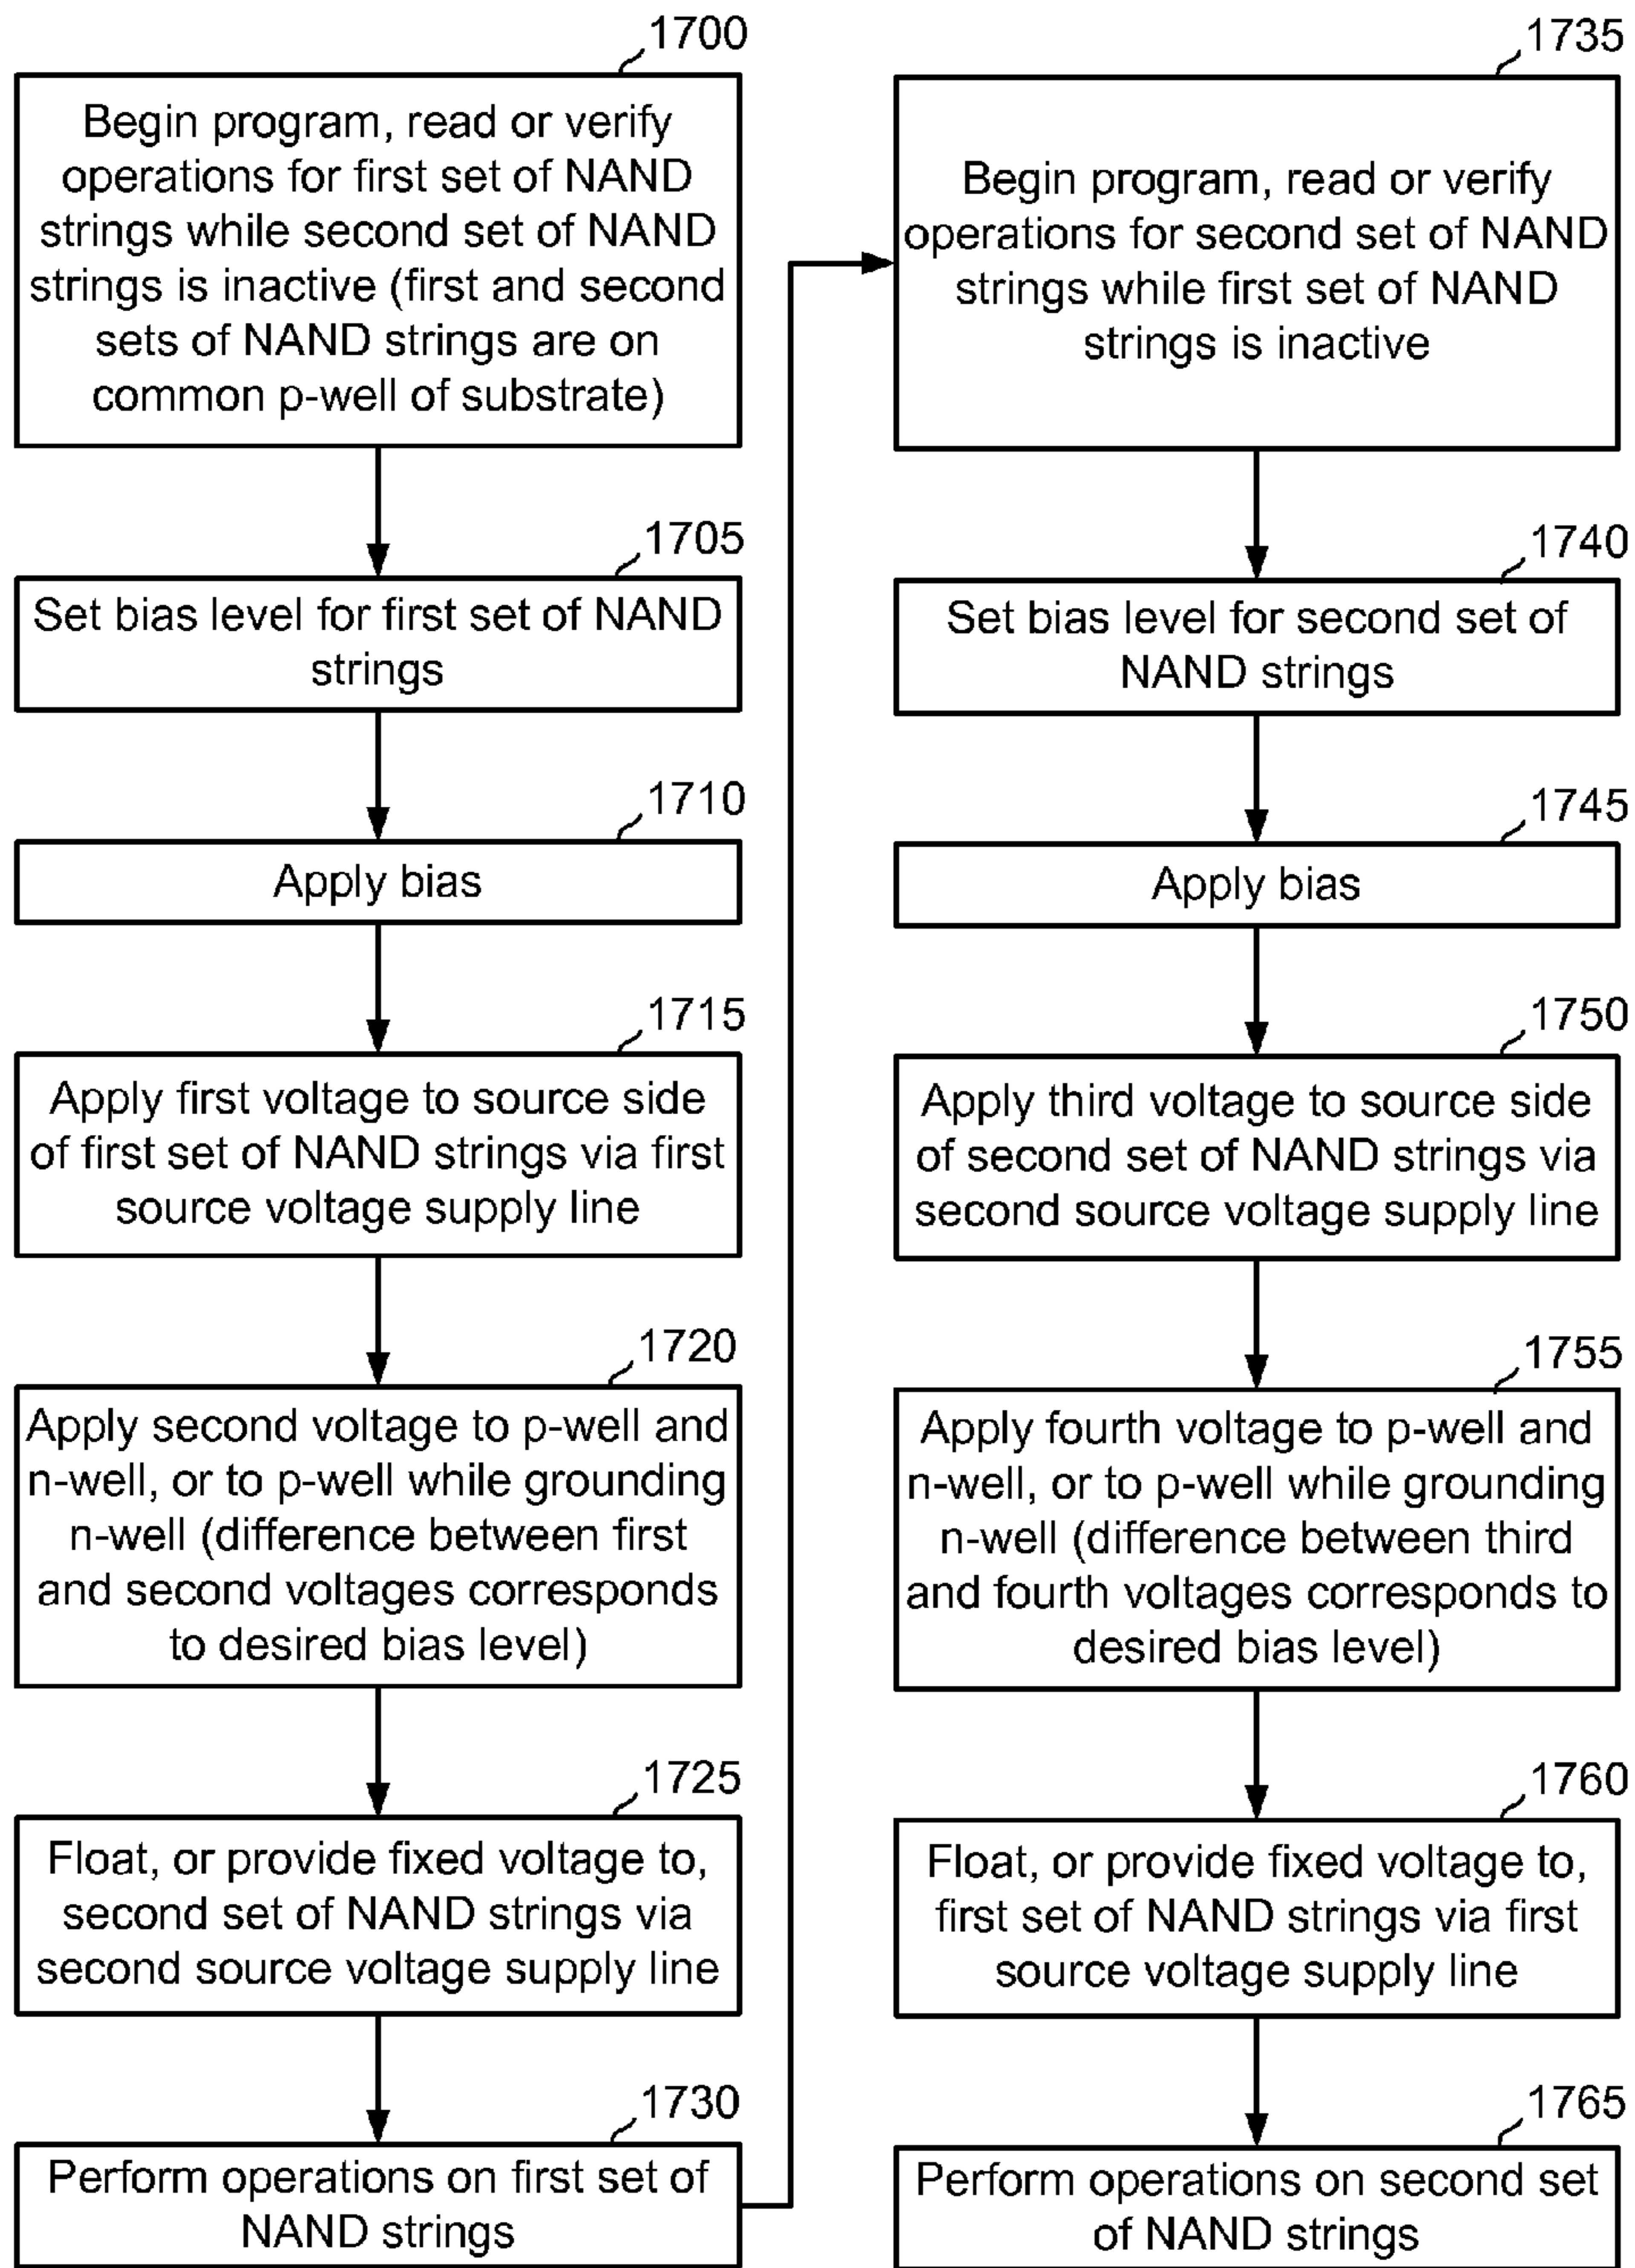 1700
Begin program, read or verify
operations for first set of NAND
strings while second set of NAND
strings is inactive (first and second
sets of NAND strings are on
common p-well of substrate)
1705
Set bias level for first set of NAND
strings
1710
Apply bias
1715
Apply first voltage to source side
of first set of NAND strings via first
source voltage supply line
1720
Apply second voltage to p-well and
n-well, or to p-well while grounding
n-well (difference between first
and second voltages corresponds
to desired bias level)
1725
Float, or provide fixed voltage to,
second set of NAND strings via
second source voltage supply line
1730
Perform operations on first set of
NAND strings
1735
Begin program, read or verify
operations for second set of NAND
strings while first set of NAND
strings is inactive
1740
Set bias level for second set of
NAND strings
1745
Apply bias
1750
Apply third voltage to source side
of second set of NAND strings via
second source voltage supply line
1755
Apply fourth voltage to p-well and
n-well, or to p-well while grounding
n-well (difference between third
and fourth voltages corresponds to
desired bias level)
1760
Float, or provide fixed voltage to,
first set of NAND strings via first
source voltage supply line
1765
Perform operations on second set
of NAND strings